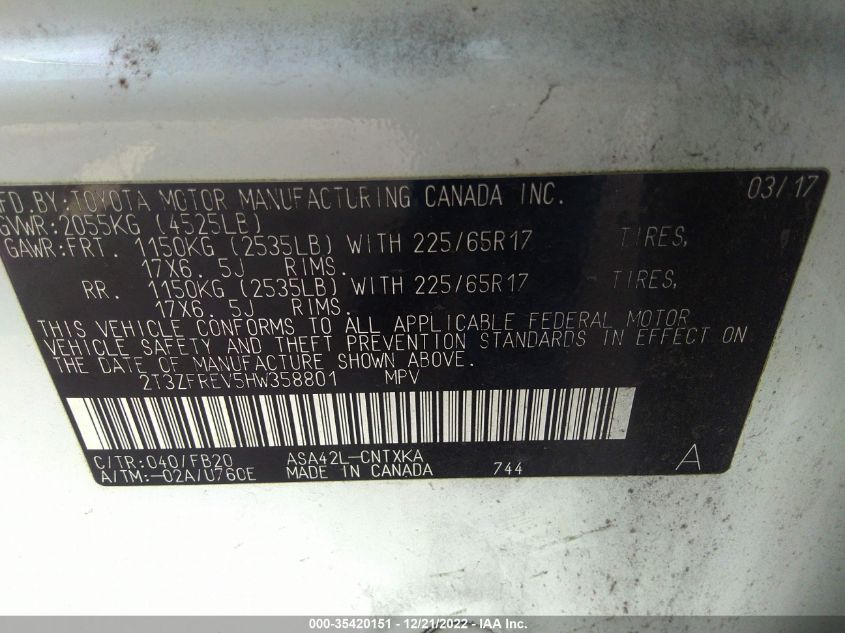 FD.BY:TOYOTA MOTOR MANUFACTURING CANADA INC. 03/17
GVWR:2055KG (4525LB)
GAWR:FRT. 1150KG (2535LB) WITH 225/65R17 TIRES,
17X6.5J RIMS.
RR. 1150KG (2535LB) WITH 225/65R17 TIRES,
17X6.5J RIMS.
THIS VEHICLE CONFORMS TO ALL APPLICABLE FEDERAL MOTOR
VEHICLE SAFETY AND THEFT PREVENTION STANDARDS IN EFFECT ON
THE DATE OF MANUFACTURE SHOWN ABOVE.
2T3ZFREV5HW358801 MPV
C/TR:040/FB20 ASA42L-CNTXKA
A/TM:-02A/U760E MADE IN CANADA 744 A
000-35420151 - 12/21/2022 - IAA Inc.